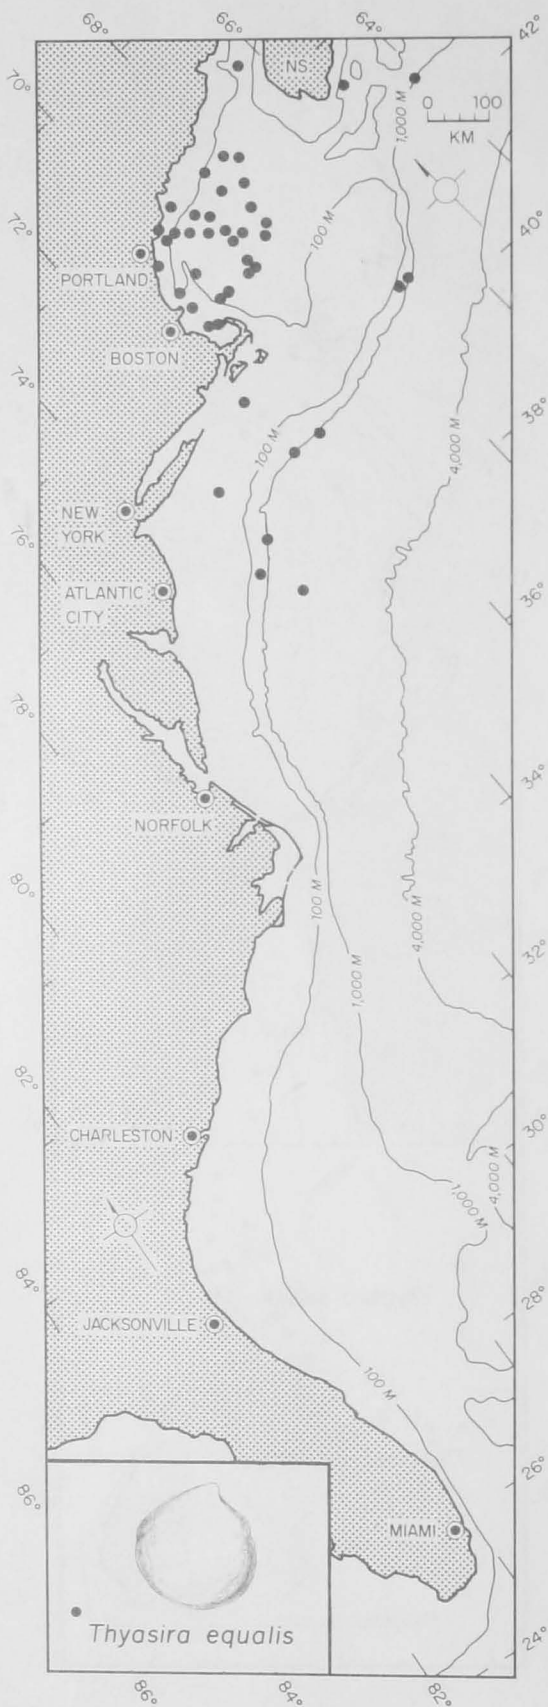 68°
66°
64°
42°
70°
NS
1,000 M
0 100
KM
72°
100 M
40°
PORTLAND
BOSTON
74°
38°
100 M
4,000 M
NEW
YORK
76°
ATLANTIC
CITY
36°
78°
34°
NORFOLK
80°
100 M
4,000 M
1,000 M
32°
82°
CHARLESTON
30°
4,000 M
1,000 M
84°
28°
JACKSONVILLE
100 M
26°
86°
MIAMI
Thyasira equalis
24°
86°
84°
82°